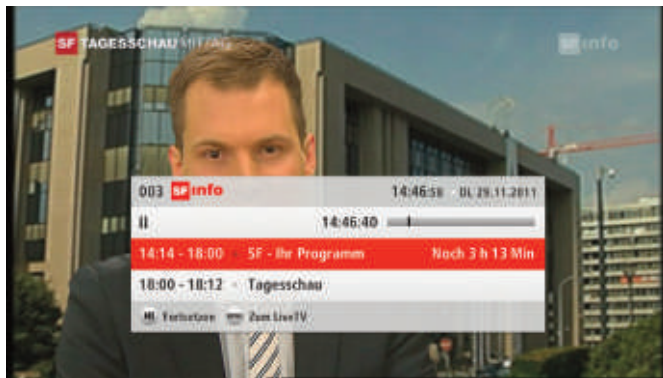 SF TAGESSCHAU MITTAG
SF info
003 SF info 14:46:58 Di, 29.11.2011
14:46:40
14:14 - 18:00 SF - Ihr Programm Noch 3 h 13 Min
18:00 - 18:12 Tagesschau
Fortsetzen Zum LiveTV